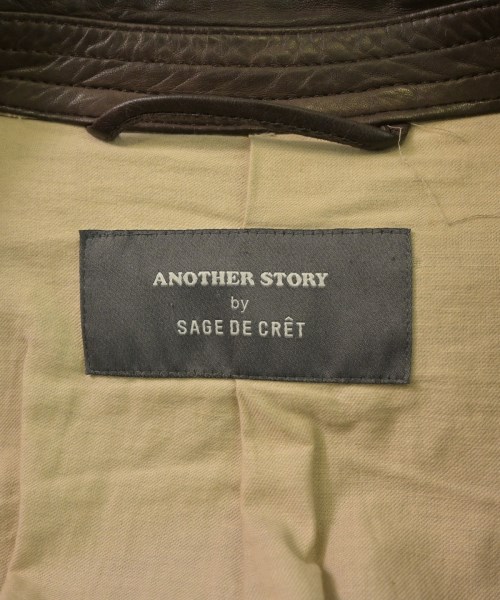 ANOTHER STORY
by
SAGE DE CRÊT